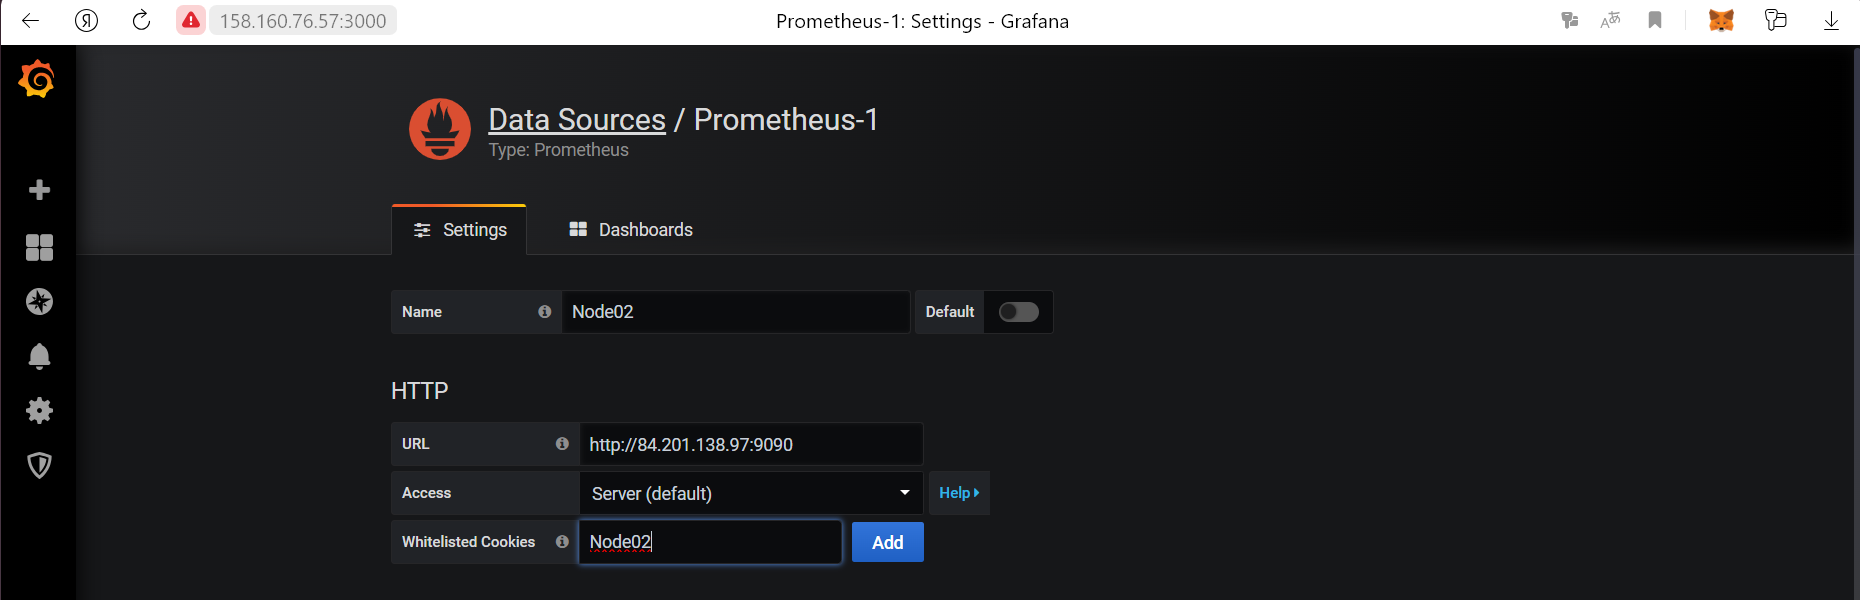 158.160.76.57:3000
Prometheus-1: Settings - Grafana
Data Sources / Prometheus-1
Type: Prometheus
Settings
Dashboards
Name
Node02
Default
HTTP
URL
http://84.201.138.97:9090
Access
Server (default)
Help
Whitelisted Cookies
Node02
Add